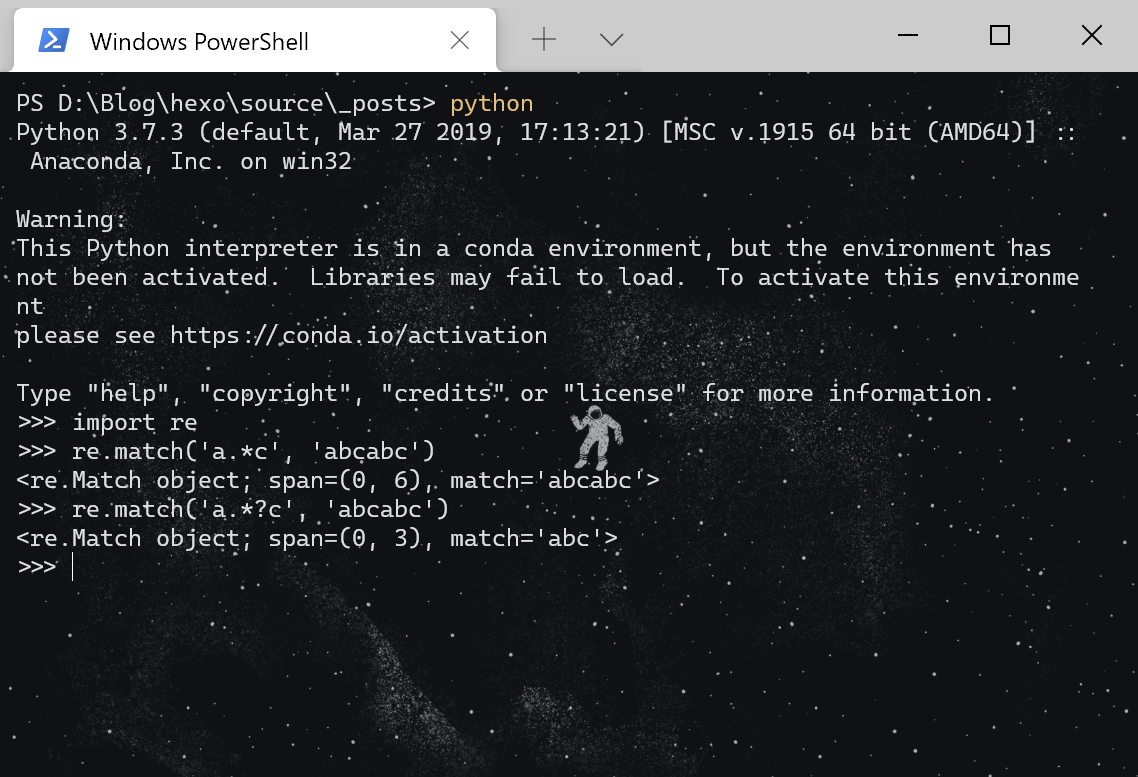 Windows PowerShell
PS D:\Blog\hexo\source\_posts> python
Python 3.7.3 (default, Mar 27 2019, 17:13:21) [MSC v.1915 64 bit (AMD64)] ::
 Anaconda, Inc. on win32
Warning:
This Python interpreter is in a conda environment, but the environment has
not been activated.  Libraries may fail to load.  To activate this environme
nt
please see https://conda.io/activation
Type "help", "copyright", "credits" or "license" for more information.
>>> import re
>>> re.match('a.*c', 'abcabc')
<re.Match object; span=(0, 6), match='abcabc'>
>>> re.match('a.*?c', 'abcabc')
<re.Match object; span=(0, 3), match='abc'>
>>>